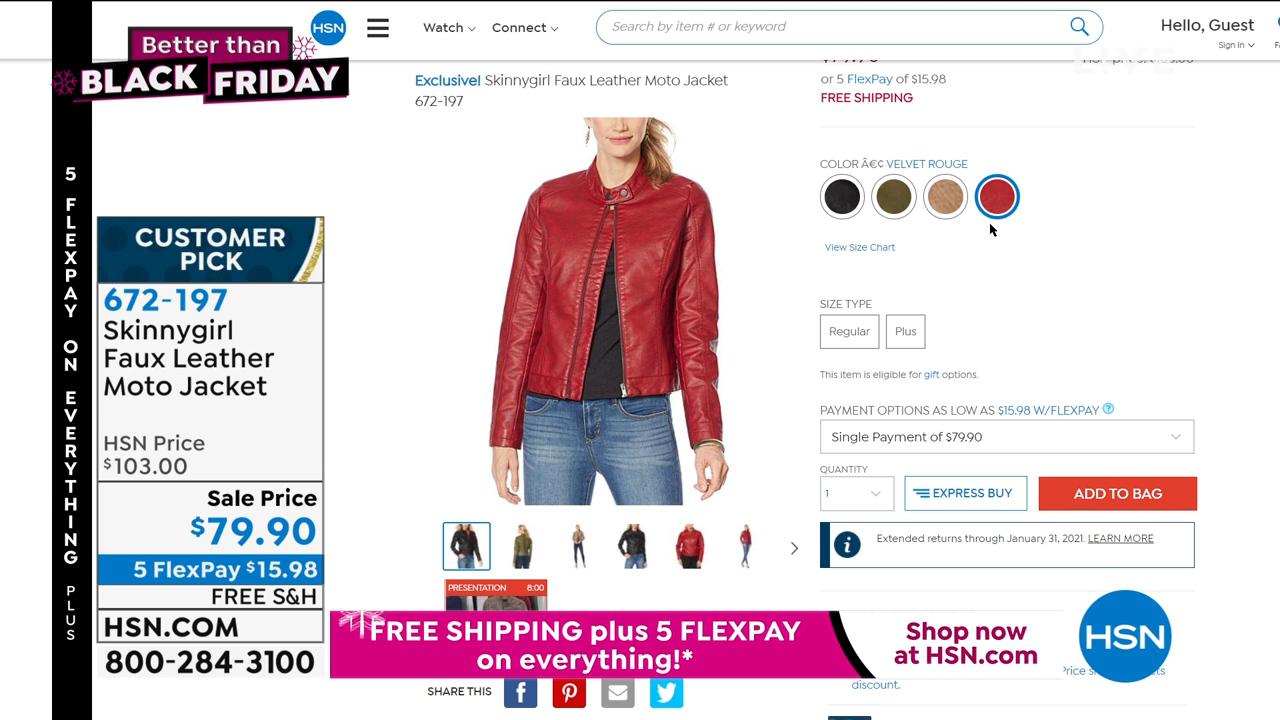 Better than
BLACK FRIDAY
HSN
Watch
Connect
Search by item # or keyword
Hello, Guest
Sign In
5 FLEXPAY ON EVERYTHING PLUS
CUSTOMER
PICK
672-197
Skinnygirl
Faux Leather
Moto Jacket
HSN Price
$103.00
Sale Price
$79.90
5 FlexPay $15.98
FREE S&H
HSN.COM
800-284-3100
Exclusive! Skinnygirl Faux Leather Moto Jacket
672-197
LIFE
or 5 FlexPay of $15.98
FREE SHIPPING
COLOR • VELVET ROUGE
View Size Chart
SIZE TYPE
Regular
Plus
This item is eligible for gift options.
PAYMENT OPTIONS AS LOW AS $15.98 W/FLEXPAY ?
Single Payment of $79.90
QUANTITY
1
EXPRESS BUY
ADD TO BAG
i
Extended returns through January 31, 2021. LEARN MORE
PRESENTATION 8:00
FREE SHIPPING plus 5 FLEXPAY
on everything!*
Shop now
at HSN.com
HSN
discount.
SHARE THIS